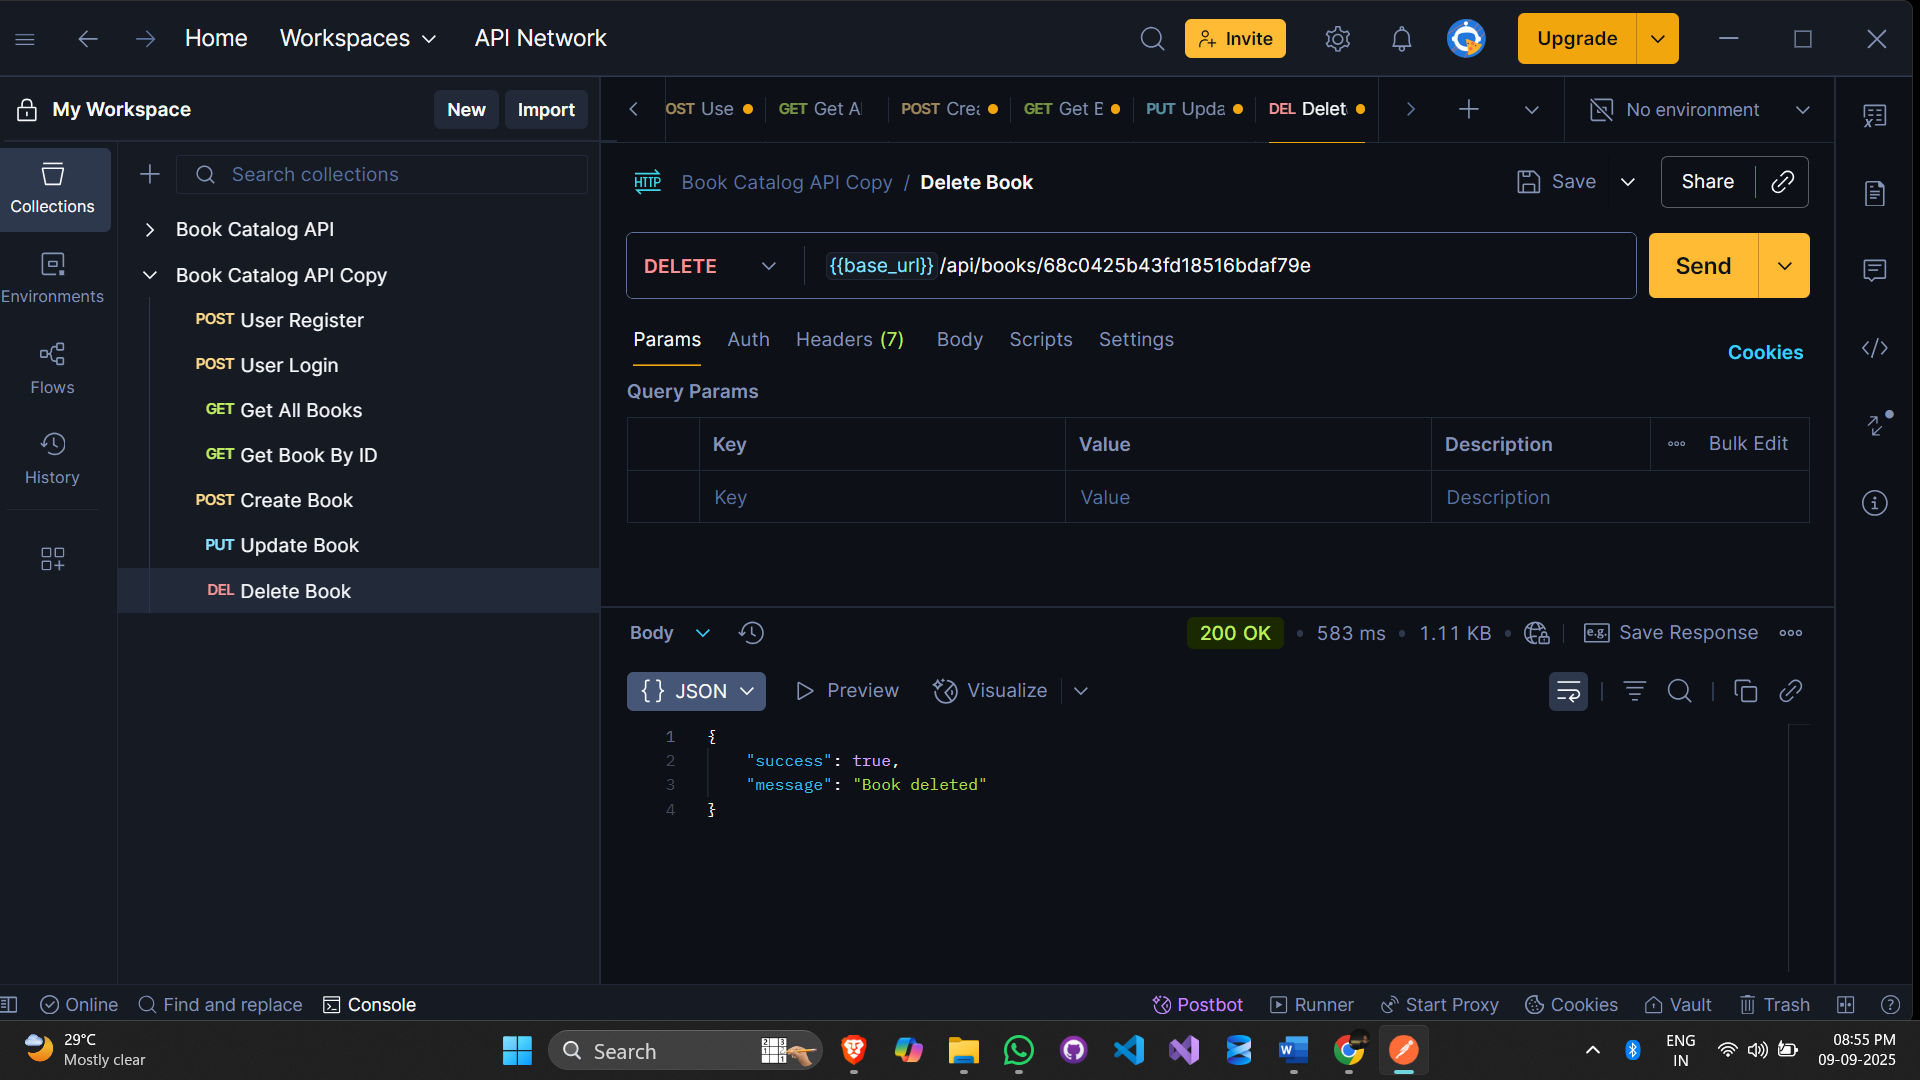 Home Workspaces API Network Invite Upgrade
My Workspace New Import
OST Use GET Get Al POST Crea GET Get B PUT Upda DEL Delet No environment
Collections
Environments
Flows
History
Search collections
Book Catalog API
Book Catalog API Copy
POST User Register
POST User Login
GET Get All Books
GET Get Book By ID
POST Create Book
PUT Update Book
DEL Delete Book
HTTP Book Catalog API Copy / Delete Book Save Share
DELETE {{base_url}} /api/books/68c0425b43fd18516bdaf79e Send
Params Auth Headers (7) Body Scripts Settings Cookies
Query Params
Key Value Description Bulk Edit
Key Value Description
Body 200 OK 583 ms 1.11 KB e.g. Save Response
{ } JSON Preview Visualize
1 {
2 "success": true,
3 "message": "Book deleted"
4 }
Online Find and replace Console Postbot Runner Start Proxy Cookies Vault Trash
29°C
Mostly clear
Search
ENG
IN
08:55 PM
09-09-2025